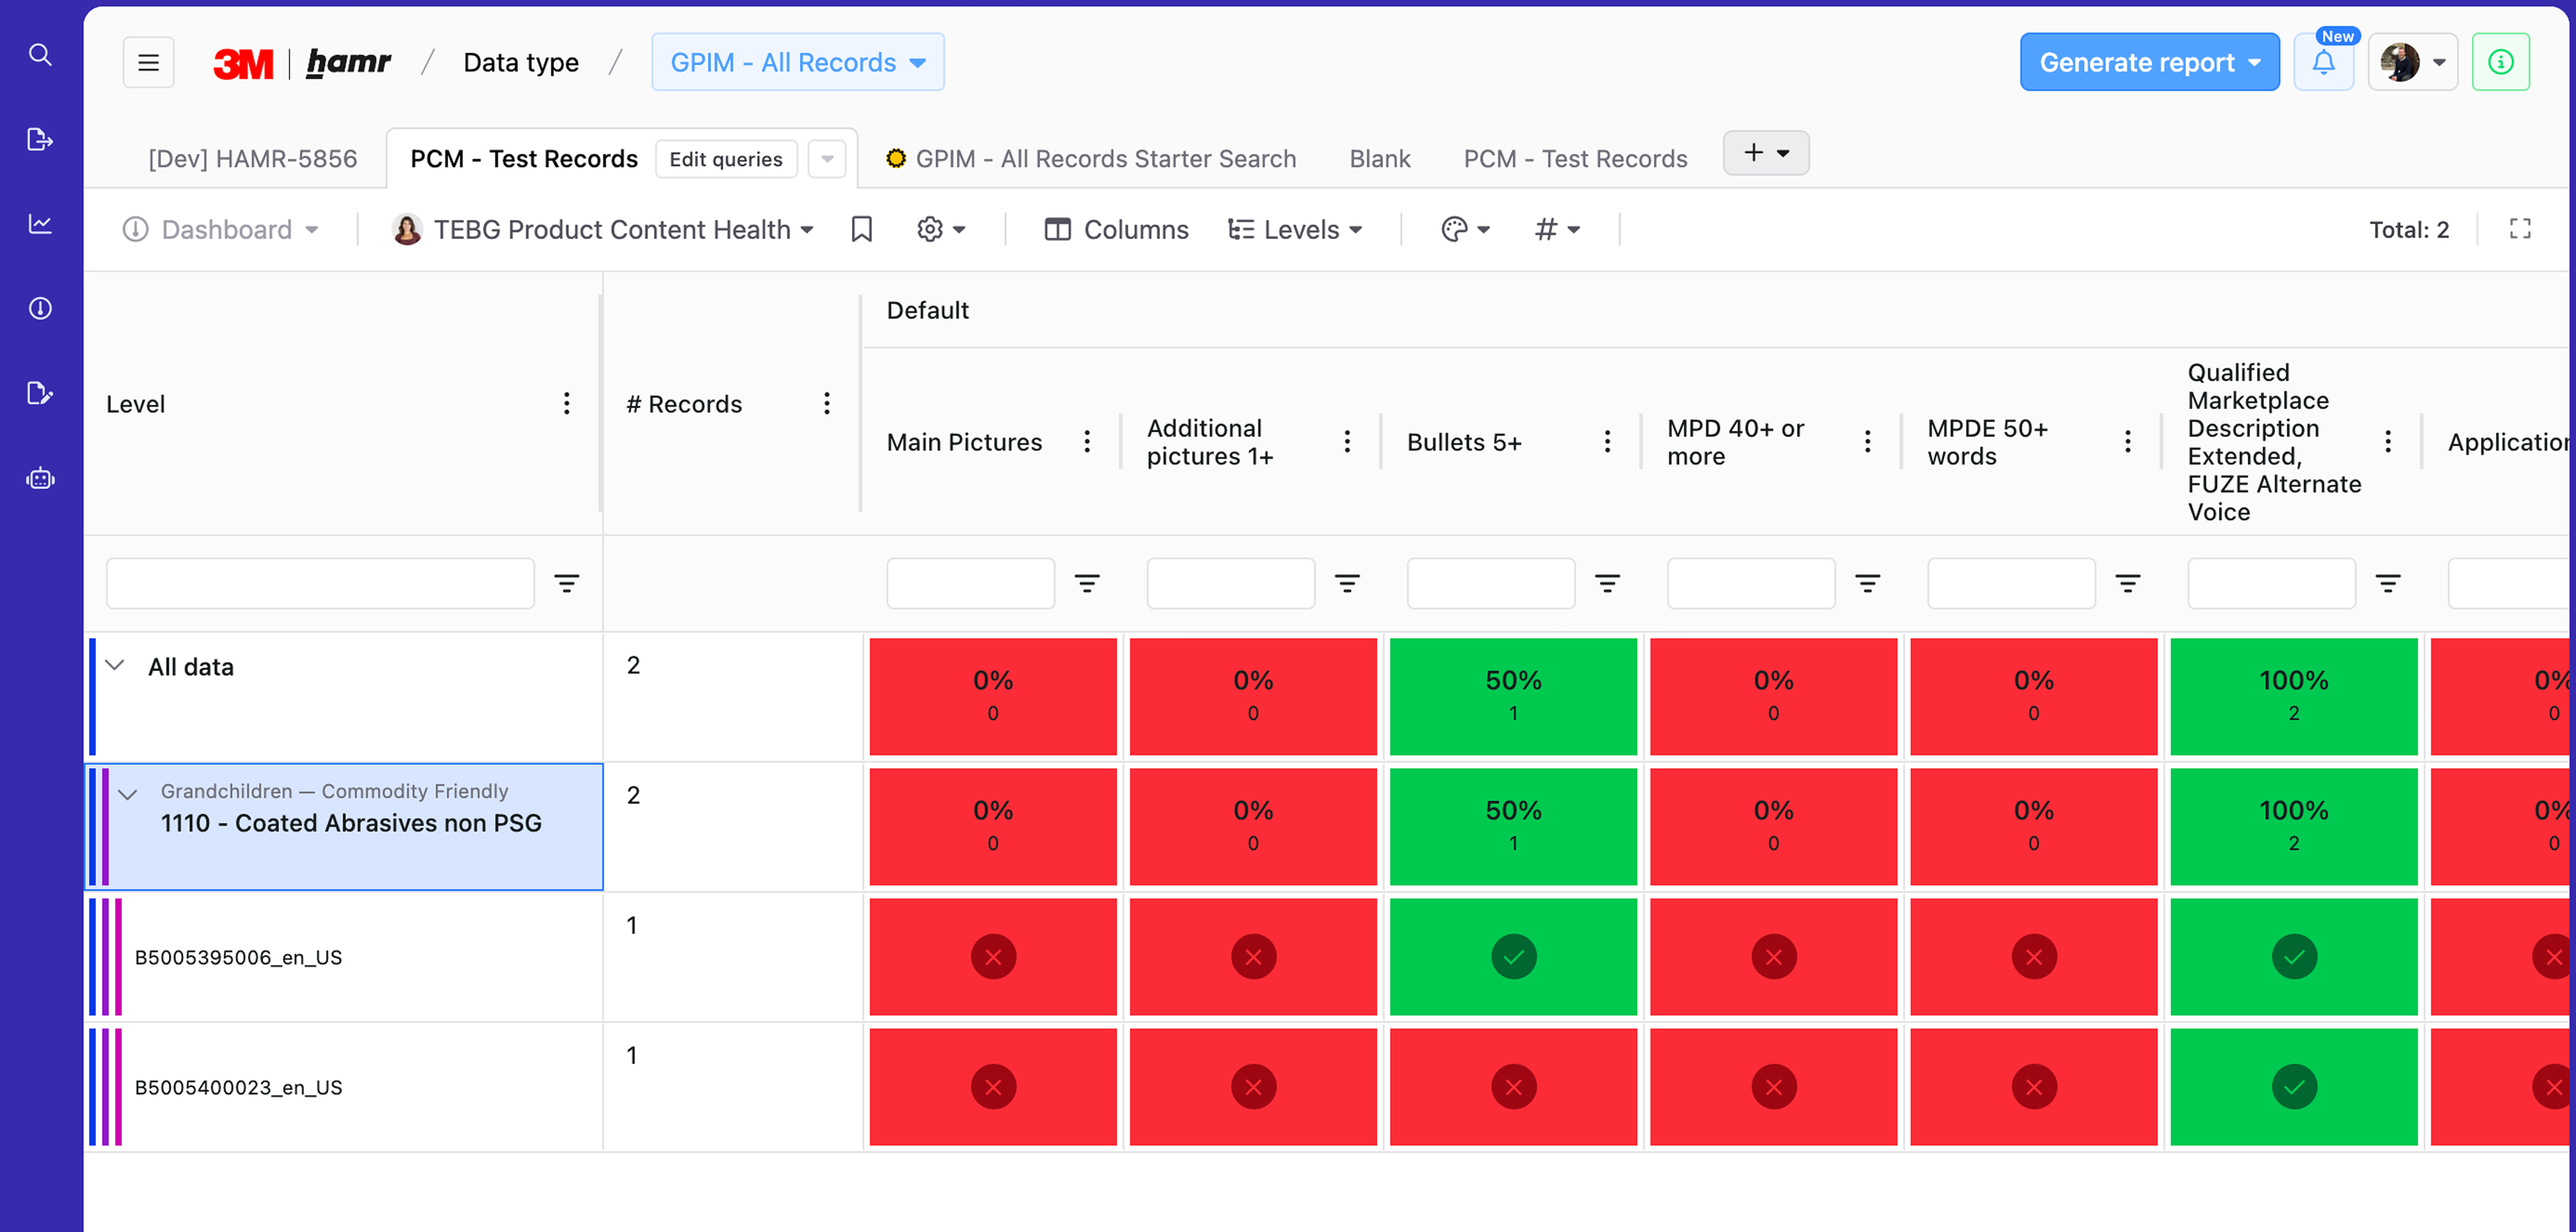 New
3M | hamr / Data type / GPIM - All Records
Generate report
[Dev] HAMR-5856
PCM - Test Records
Edit queries
GPIM - All Records Starter Search
Blank
PCM - Test Records
+
Dashboard
TEBG Product Content Health
Columns
Levels
#
Total: 2
Level
# Records
Default
Main Pictures
Additional
pictures 1+
Bullets 5+
MPD 40+ or
more
MPDE 50+
words
Qualified
Marketplace
Description
Extended,
FUZE Alternate
Voice
Application
All data
2
0%
0
0%
0
50%
1
0%
0
0%
0
100%
2
0%
0
Grandchildren — Commodity Friendly
1110 - Coated Abrasives non PSG
2
0%
0
0%
0
50%
1
0%
0
0%
0
100%
2
0%
0
B5005395006_en_US
1
B5005400023_en_US
1